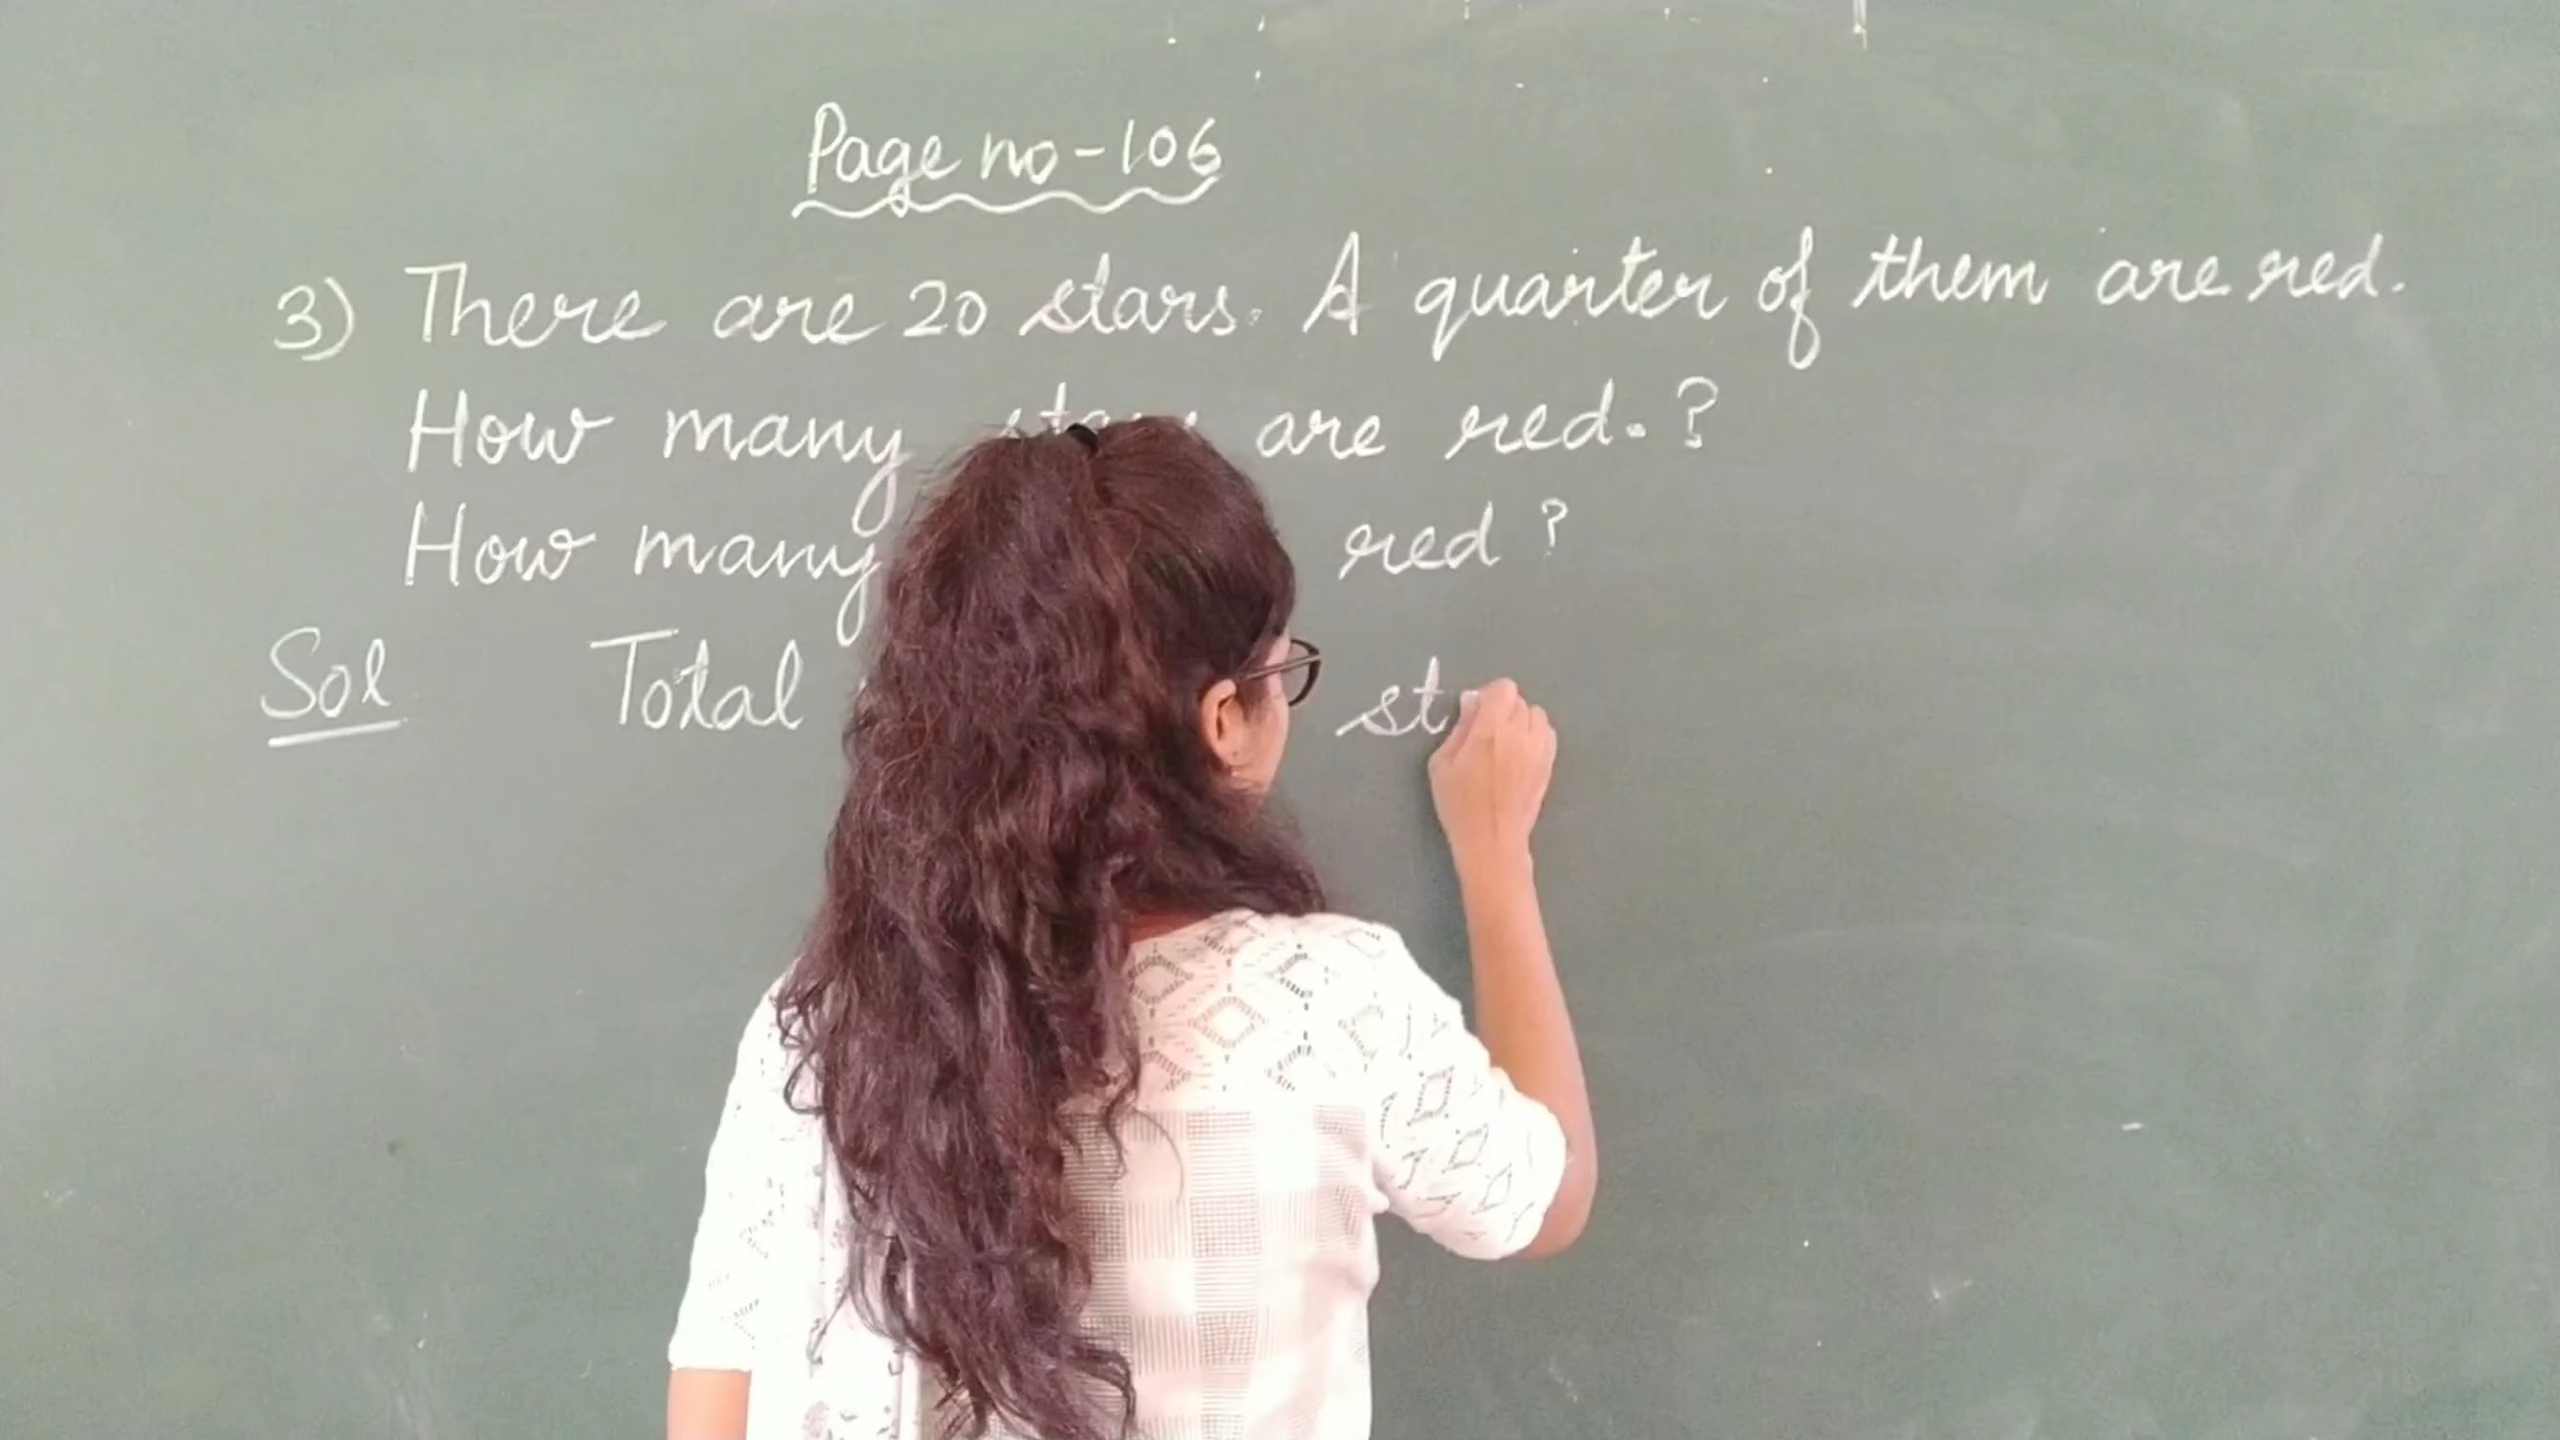 Page no-106
3) There are 20 stars. A quarter of them are red.
How many stars are red.?
How many red?
Sol Total st